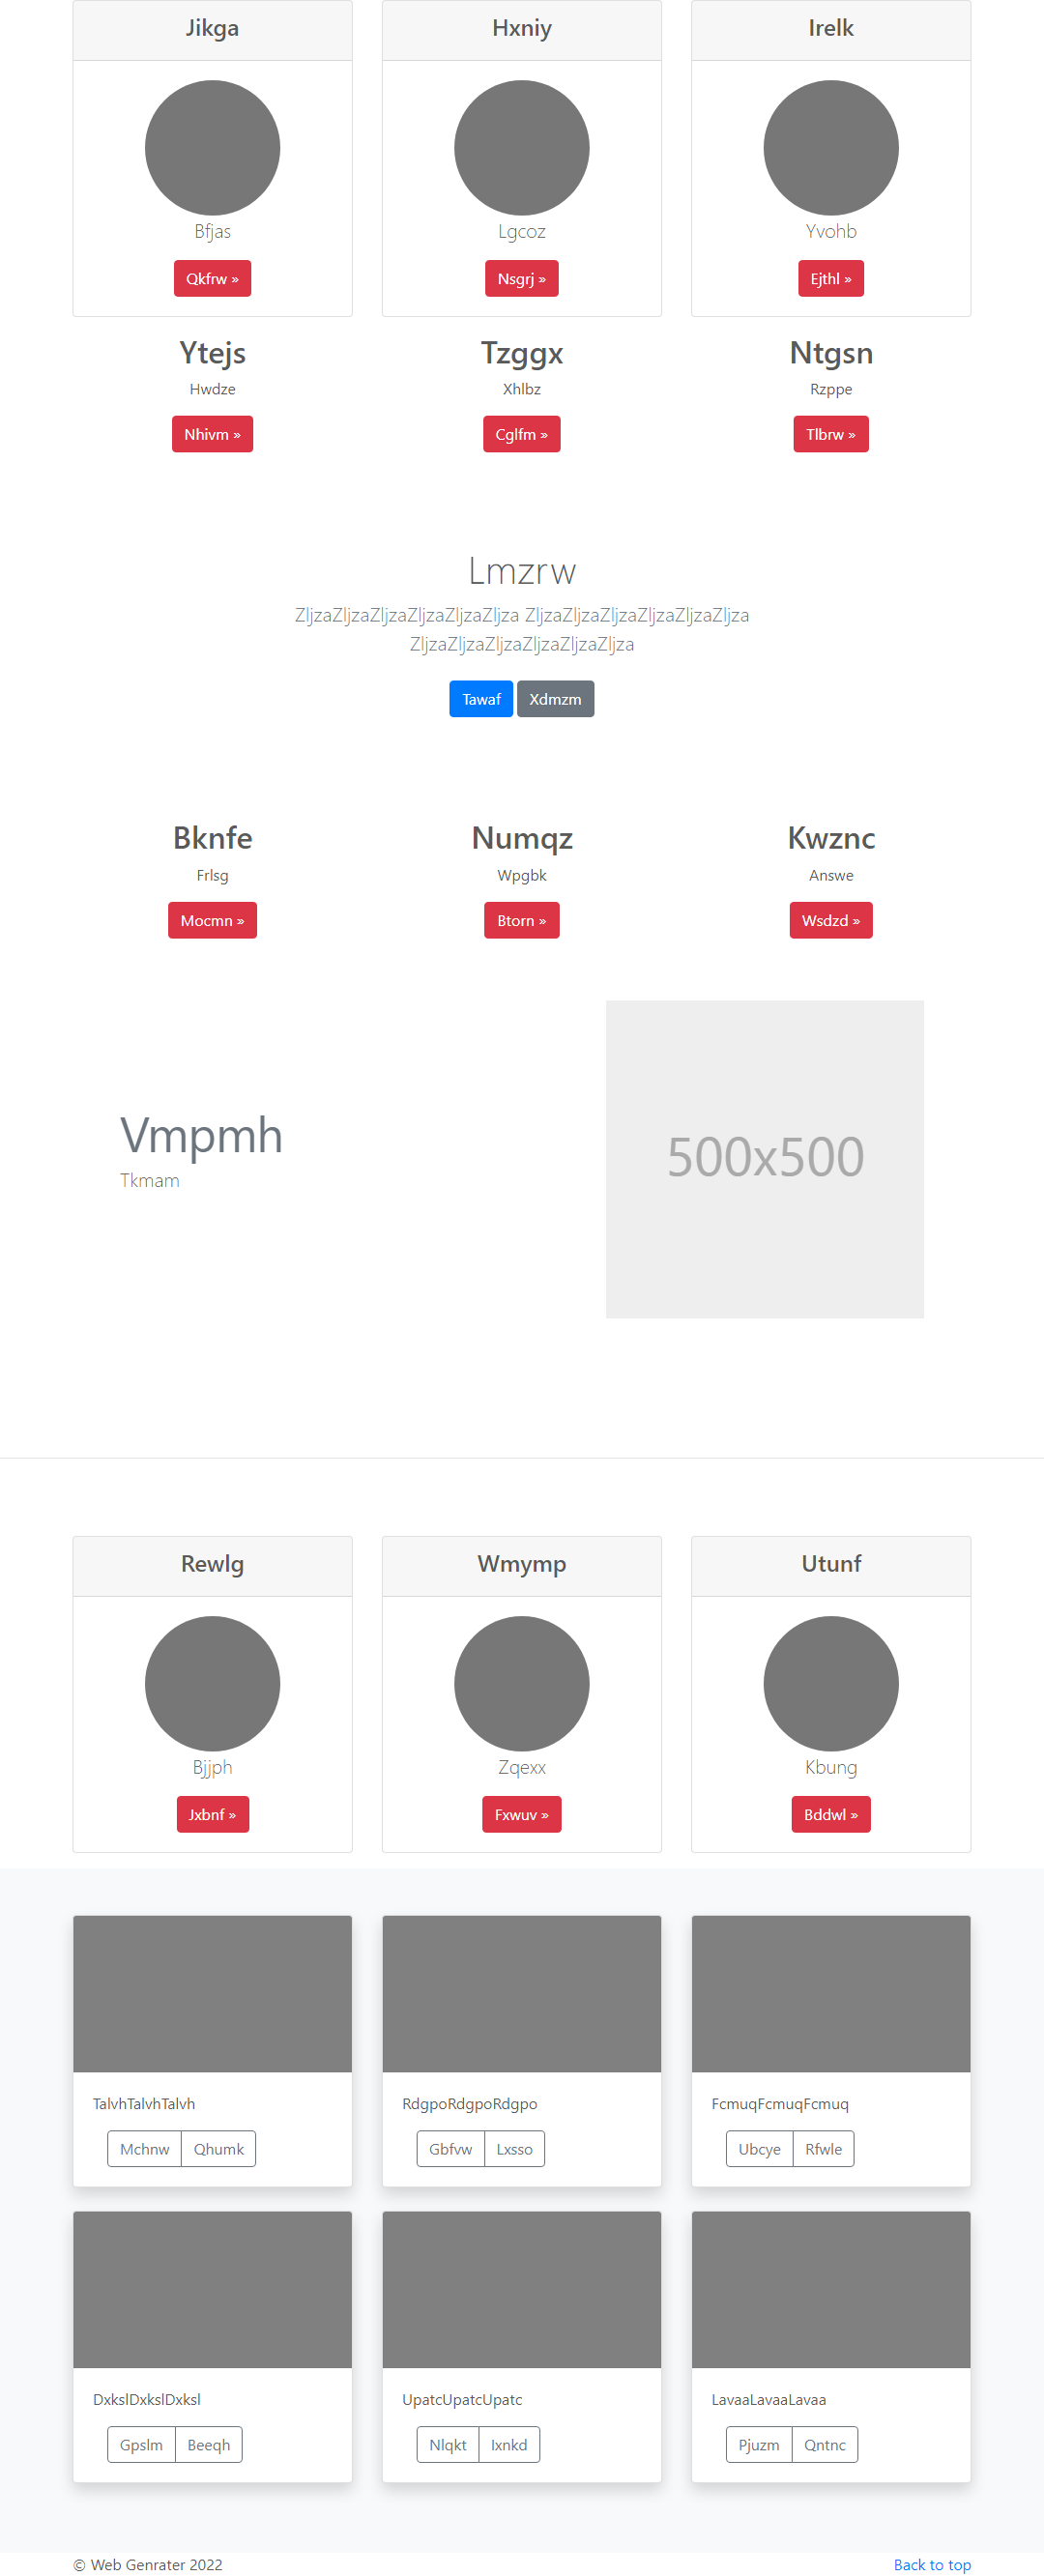 Jikga
Hxniy
Irelk
Bfjas
Lgcoz
Yvohb
Qkfrw »
Nsgrj »
Ejthl »
Ytejs
Tzggx
Ntgsn
Hwdze
Xhlbz
Rzppe
Nhivm »
Cglfm »
Tlbrw »
Lmzrw
ZljzaZljzaZljzaZljzaZljzaZljza ZljzaZljzaZljzaZljzaZljzaZljza
ZljzaZljzaZljzaZljzaZljzaZljza
Tawaf
Xdmzm
Bknfe
Numqz
Kwznc
Frlsg
Wpgbk
Answe
Mocmn »
Btorn »
Wsdzd »
Vmpmh
Tkmam
500x500
Rewlg
Wmymp
Utunf
Bjjph
Zqexx
Kbung
Jxbnf »
Fxwuv »
Bddwl »
TalvhTalvhTalvh
RdgpoRdgpoRdgpo
FcmuqFcmuqFcmuq
Mchnw Qhumk
Gbfvw Lxsso
Ubcye Rfwle
DxkslDxkslDxksl
UpatcUpatcUpatc
LavaaLavaaLavaa
Gpslm Beeqh
Nlqkt Ixnkd
Pjuzm Qntnc
© Web Genrater 2022
Back to top